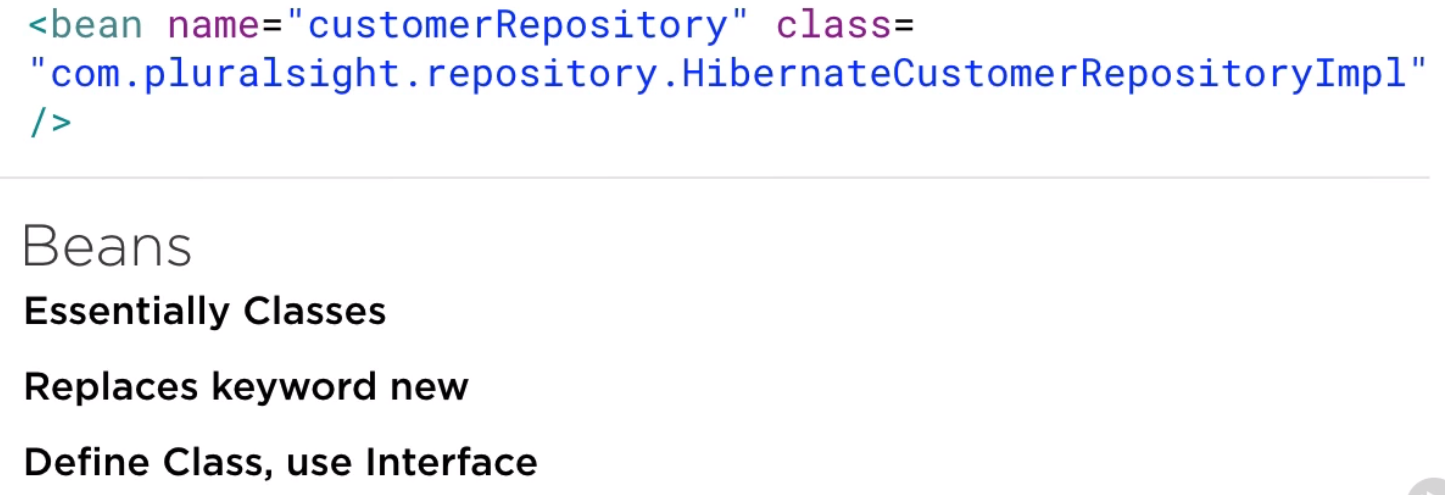 <bean name="customerRepository" class=
"com.pluralsight.repository.HibernateCustomerRepositoryImpl"
/>
Beans
Essentially Classes
Replaces keyword new
Define Class, use Interface